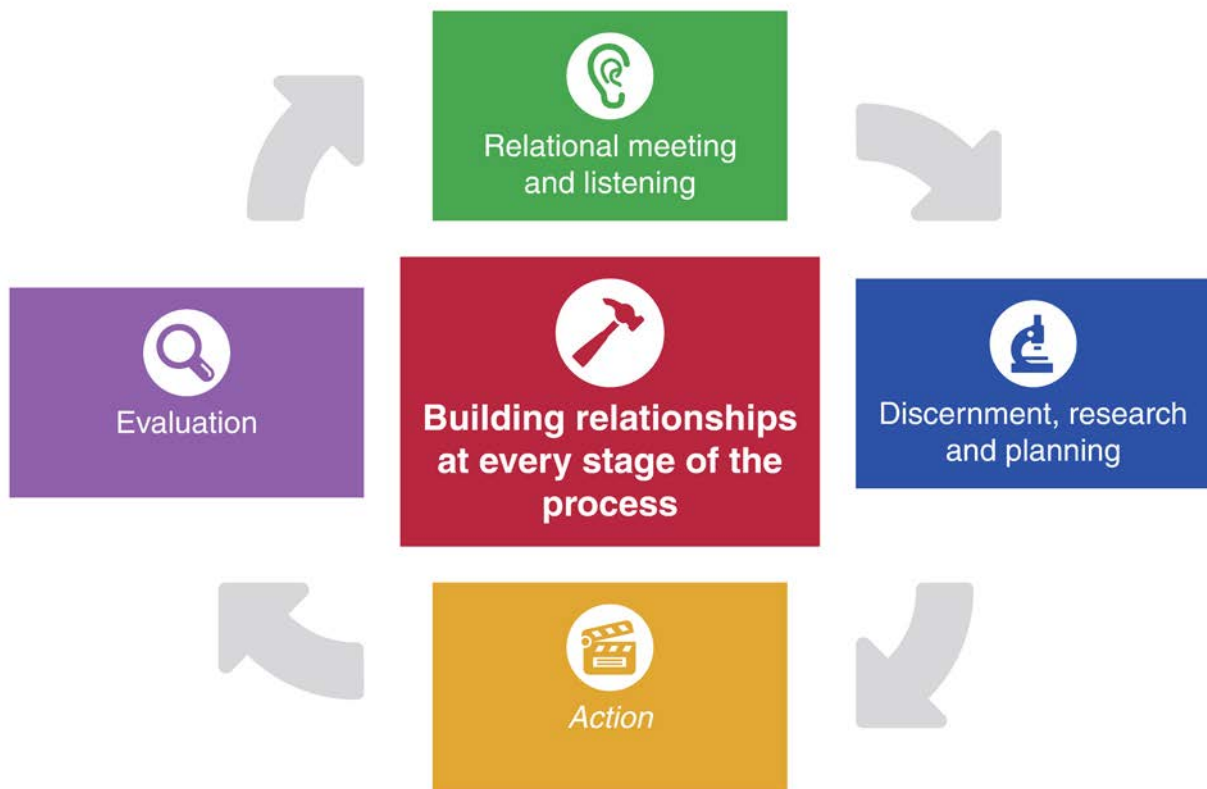 Relational meeting
and listening
Evaluation
Building relationships
at every stage of the
process
Discernment, research
and planning
Action